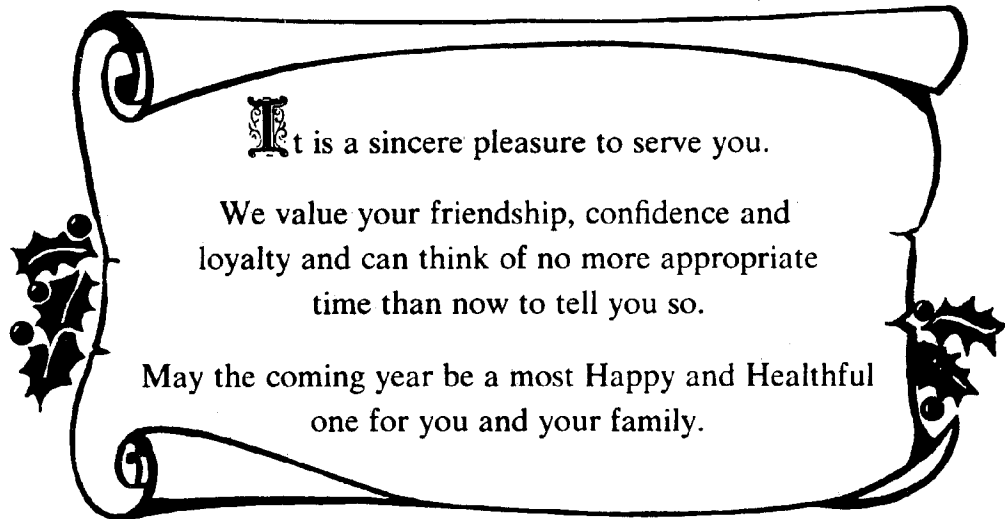 It is a sincere pleasure to serve you.
We value your friendship, confidence and
loyalty and can think of no more appropriate
time than now to tell you so.
May the coming year be a most Happy and Healthful
one for you and your family.